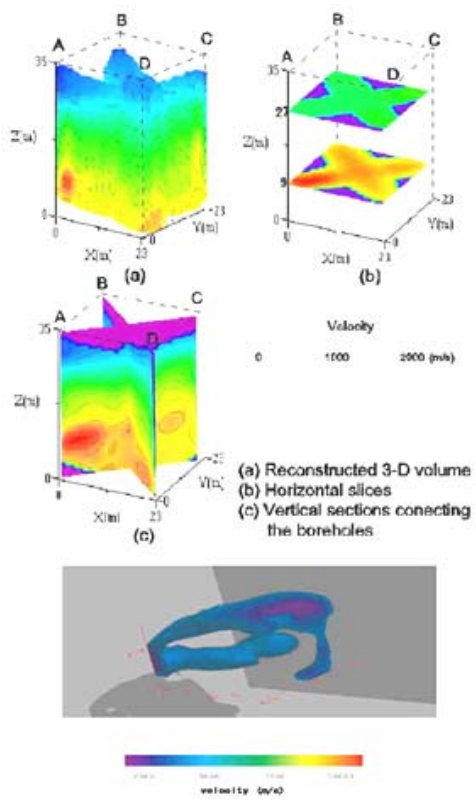 B
A
C
D
35
Z(m)
0
0
X(m)
23
0
Y(m)
23
(a)
B
A
C
D
35
27
Z(m)
9
0
X(m)
23
0
Y(m)
23
(b)
B
A
C
D
35
Z(m)
0
0
X(m)
23
0
Y(m)
23
(c)
Velocity
0 1000 2000 (m/s)
(a) Reconstructed 3-D volume
(b) Horizontal slices
(c) Vertical sections conecting
the boreholes
velocity (m/s)